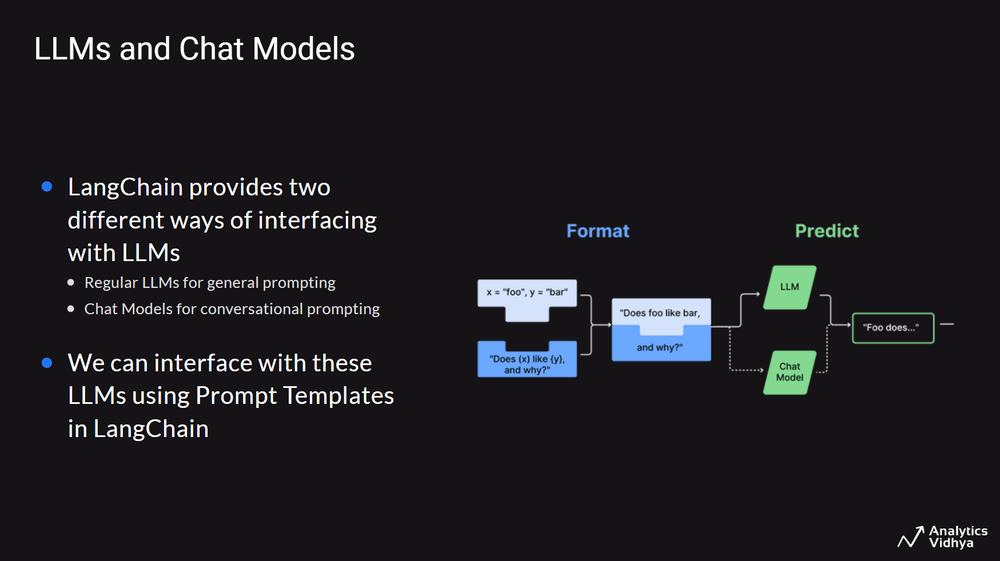 LLMs and Chat Models
LangChain provides two
different ways of interfacing
with LLMs
Regular LLMs for general prompting
Chat Models for conversational prompting
We can interface with these
LLMs using Prompt Templates
in LangChain
Format
Predict
x = "foo", y = "bar"
"Does (x) like {y},
and why?"
"Does foo like bar,
and why?"
LLM
Chat
Model
"Foo does..."
Analytics
Vidhya